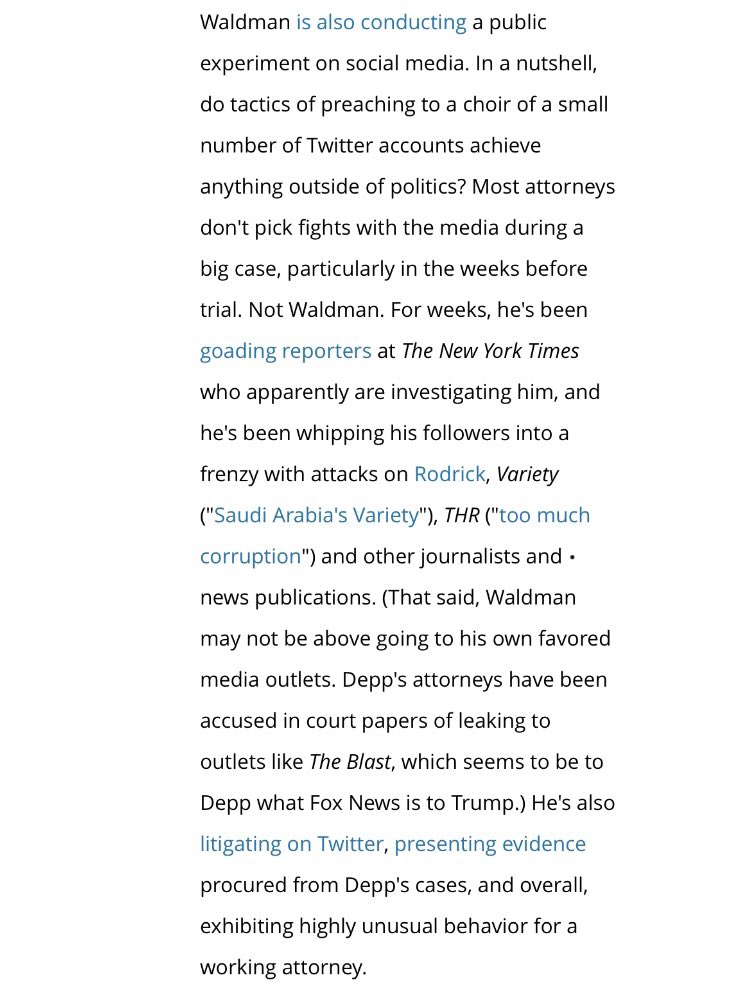 Waldman is also conducting a public
experiment on social media. In a nutshell,
do tactics of preaching to a choir of a small
number of Twitter accounts achieve
anything outside of politics? Most attorneys
don't pick fights with the media during a
big case, particularly in the weeks before
trial. Not Waldman. For weeks, he's been
goading reporters at The New York Times
who apparently are investigating him, and
he's been whipping his followers into a
frenzy with attacks on Rodrick, Variety
("Saudi Arabia's Variety"), THR ("too much
corruption") and other journalists and •
news publications. (That said, Waldman
may not be above going to his own favored
media outlets. Depp's attorneys have been
accused in court papers of leaking to
outlets like The Blast, which seems to be to
Depp what Fox News is to Trump.) He's also
litigating on Twitter, presenting evidence
procured from Depp's cases, and overall,
exhibiting highly unusual behavior for a
working attorney.